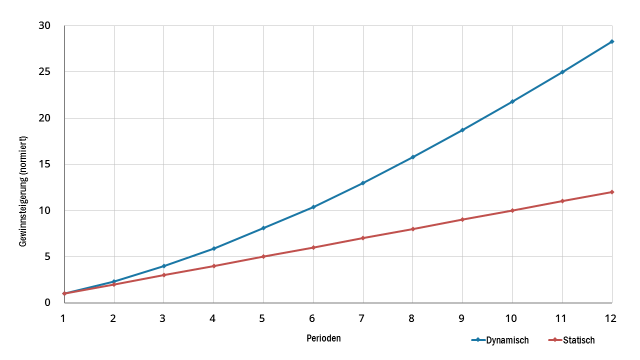 30
25
20
15
10
5
0
Gewinnsteigerung (normiert)
1 2 3 4 5 6 7 8 9 10 11 12
Perioden
Dynamisch Statisch